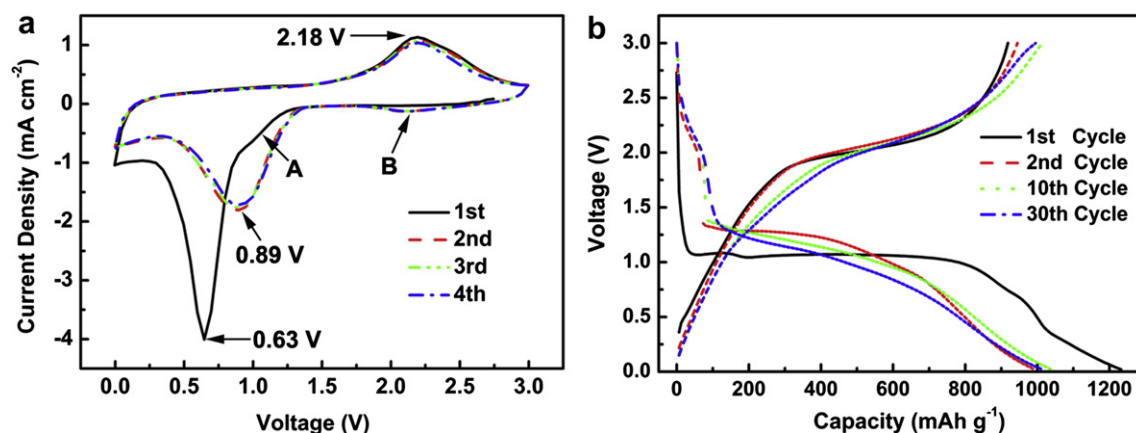 a
Current Density (mA cm⁻²)
1
0
-1
-2
-3
-4
0.0 0.5 1.0 1.5 2.0 2.5 3.0
Voltage (V)
2.18 V
A
B
0.89 V
0.63 V
1st
2nd
3rd
4th
b
Voltage (V)
3.0
2.5
2.0
1.5
1.0
0.5
0.0
0 200 400 600 800 1000 1200
Capacity (mAh g⁻¹)
1st Cycle
2nd Cycle
10th Cycle
30th Cycle